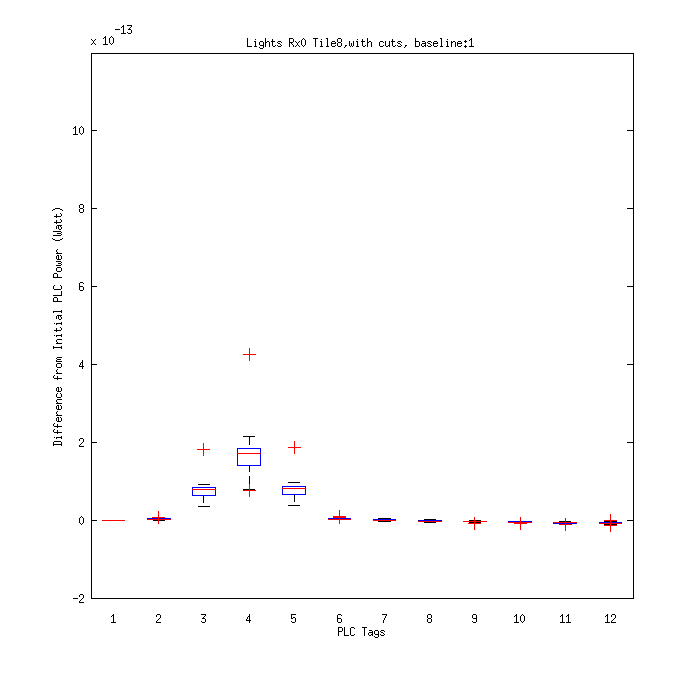 x 10^-13
Lights Rx0 Tile8,with cuts, baseline:1
10
8
6
4
2
0
-2
Difference from Initial PLC Power (Watt)
1 2 3 4 5 6 7 8 9 10 11 12
PLC Tags